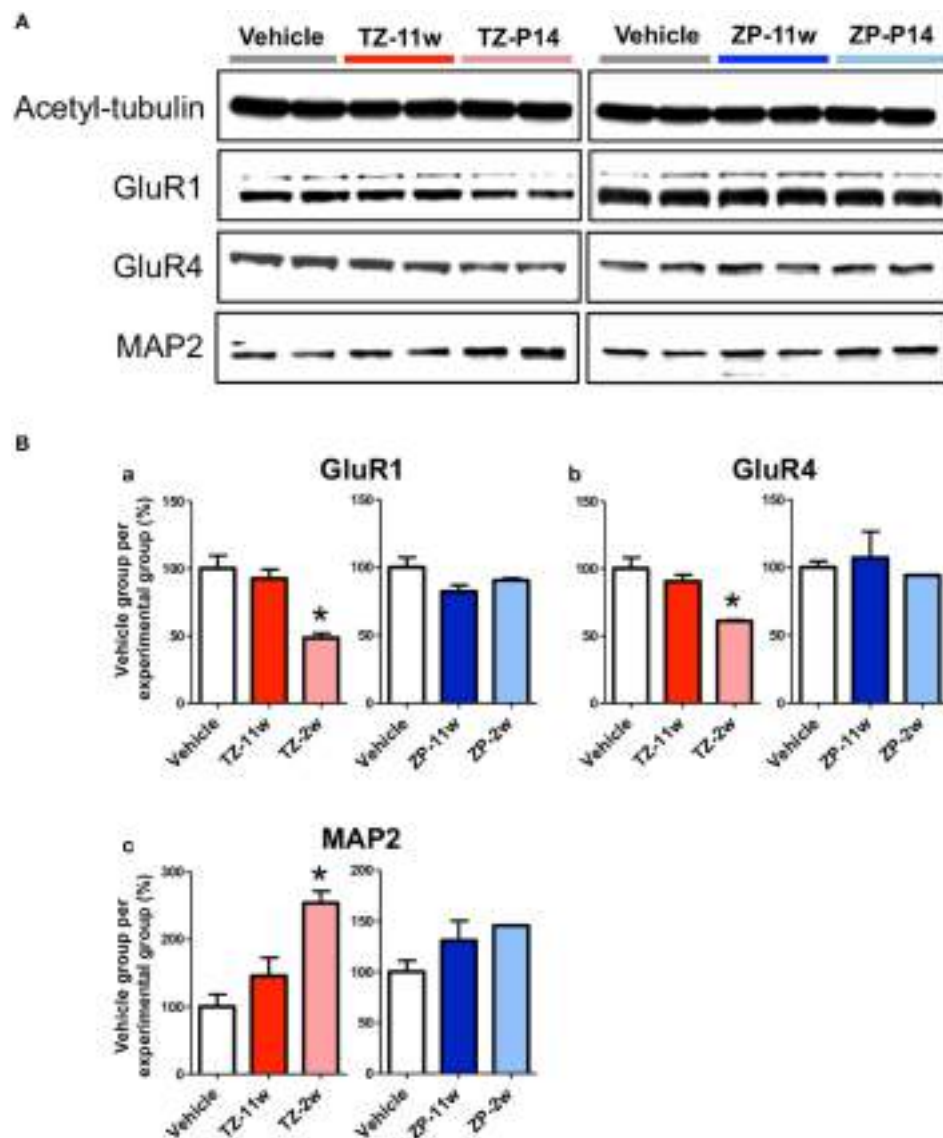 A
Vehicle TZ-11w TZ-P14 Vehicle ZP-11w ZP-P14
Acetyl-tubulin
GluR1
GluR4
MAP2
B
a GluR1
Vehicle group per
experimental group (%)
150
100
50
0
*
Vehicle TZ-11w TZ-2w
150
100
50
0
Vehicle ZP-11w ZP-2w
b GluR4
150
100
50
0
*
Vehicle TZ-11w TZ-2w
150
100
50
0
Vehicle ZP-11w ZP-2w
c MAP2
Vehicle group per
experimental group (%)
300
200
100
0
*
Vehicle TZ-11w TZ-2w
200
150
100
50
0
Vehicle ZP-11w ZP-2w